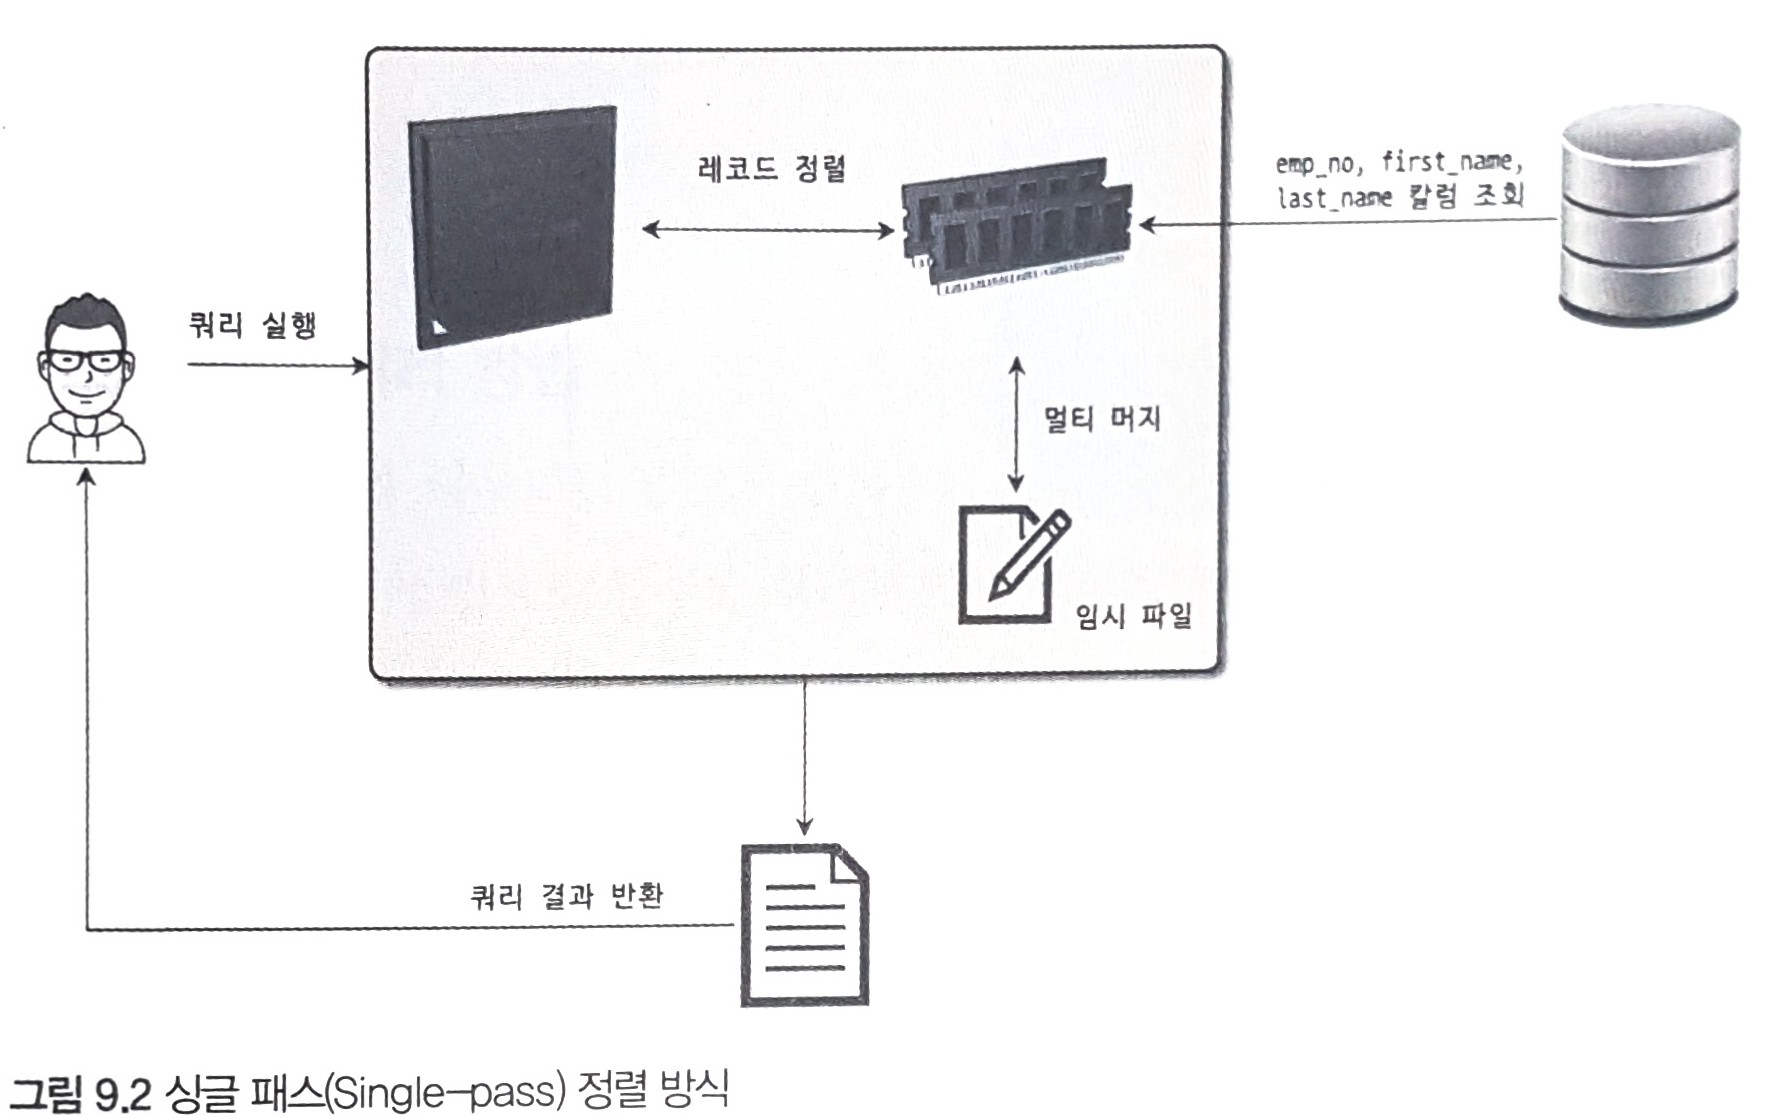 레코드 정렬
emp_no, first_name,
last_name 칼럼 조회
쿼리 실행
멀티 머지
임시 파일
쿼리 결과 반환
그림 9.2 싱글 패스(Single-pass) 정렬 방식